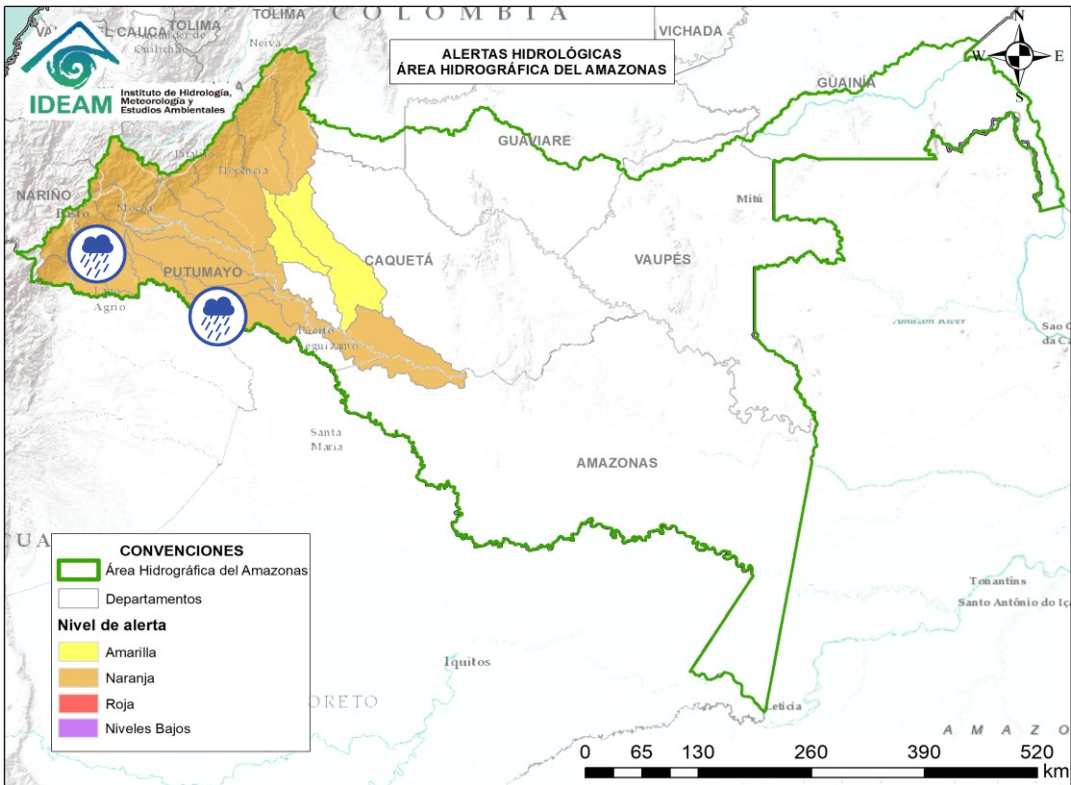 COLOMBIA
TOLIMA
TOLIMA
VICHADA
Neiva
IDEAM
Instituto de Hidrología,
Meteorología y
Estudios Ambientales
ALERTAS HIDROLÓGICAS
ÁREA HIDROGRÁFICA DEL AMAZONAS
N
W
E
S
GUAINÍA
GUAVIARE
Florencia
NARIÑO
Pasto
Mocoa
Mitú
CAQUETÁ
VAUPÉS
PUTUMAYO
Agrio
Puerto
Amazon River
Santa
Maria
AMAZONAS
CONVENCIONES
Área Hidrográfica del Amazonas
Departamentos
Nivel de alerta
Amarilla
Naranja
Roja
Niveles Bajos
Tonantins
Santo Antônio do Iç
Iquitos
ORETO
Leticia
A M A Z O
0 65 130 260 390 520
km